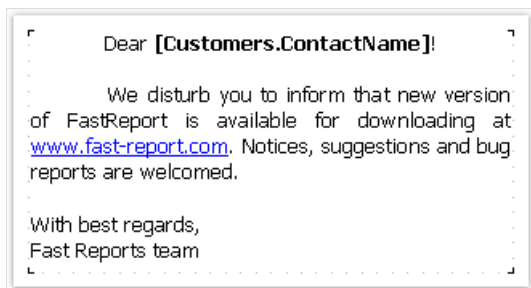 Dear [Customers.ContactName]!
We disturb you to inform that new version
of FastReport is available for downloading at
www.fast-report.com. Notices, suggestions and bug
reports are welcomed.
With best regards,
Fast Reports team